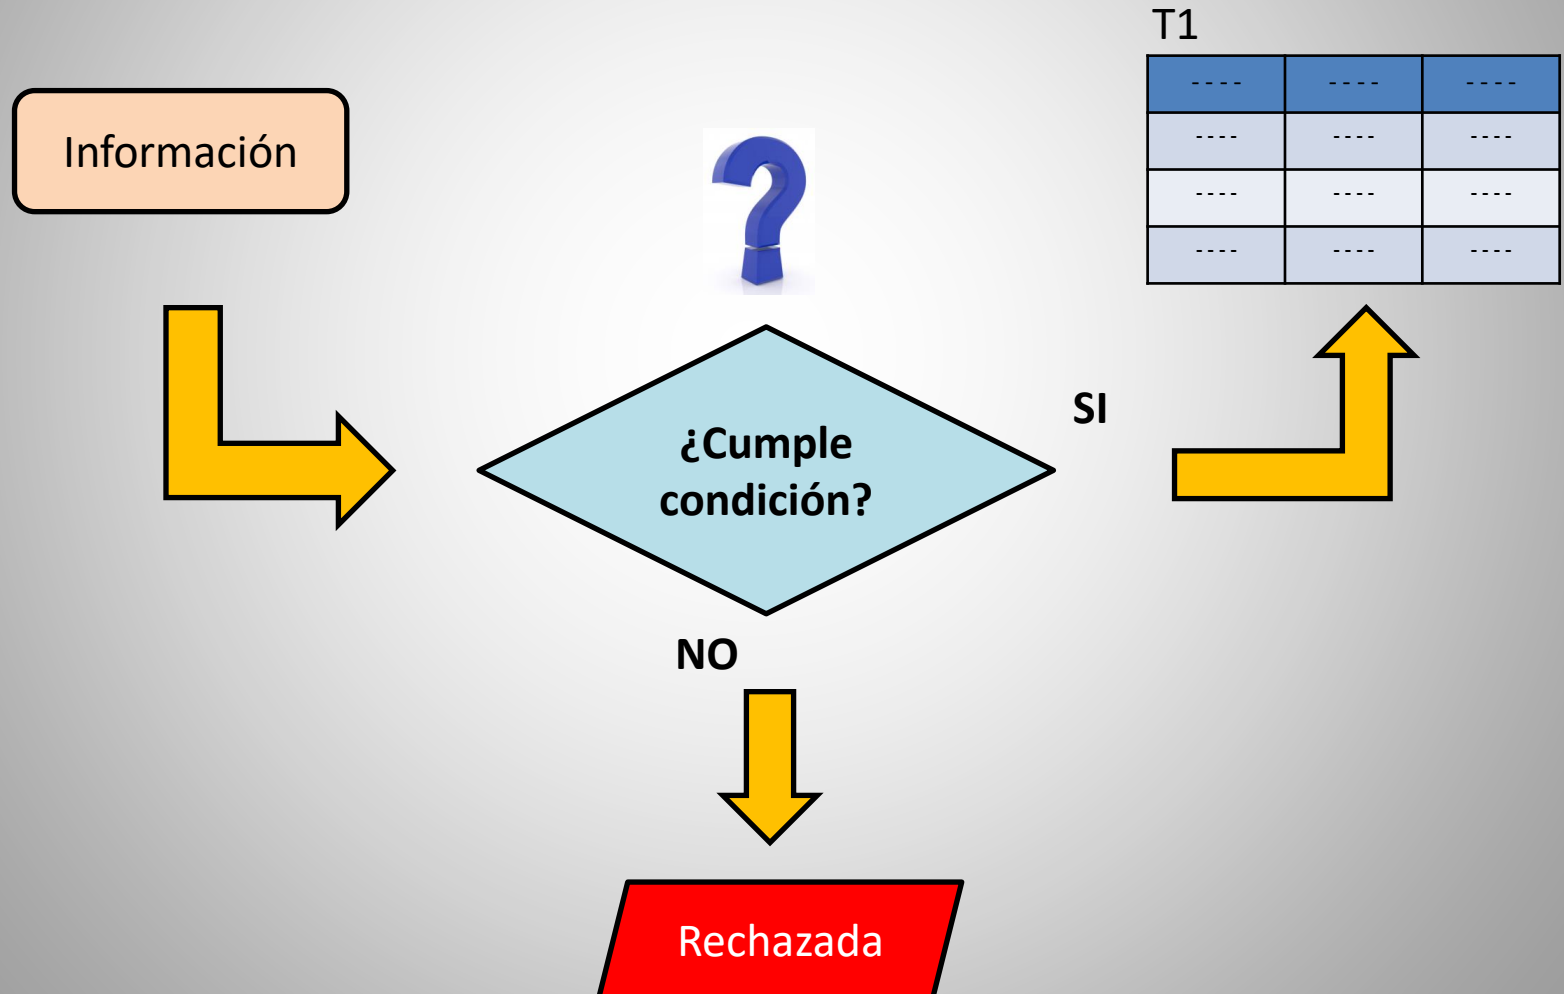 T1
Información
---- ---- ----
---- ---- ----
---- ---- ----
---- ---- ----
¿Cumple
condición?
SI
NO
Rechazada